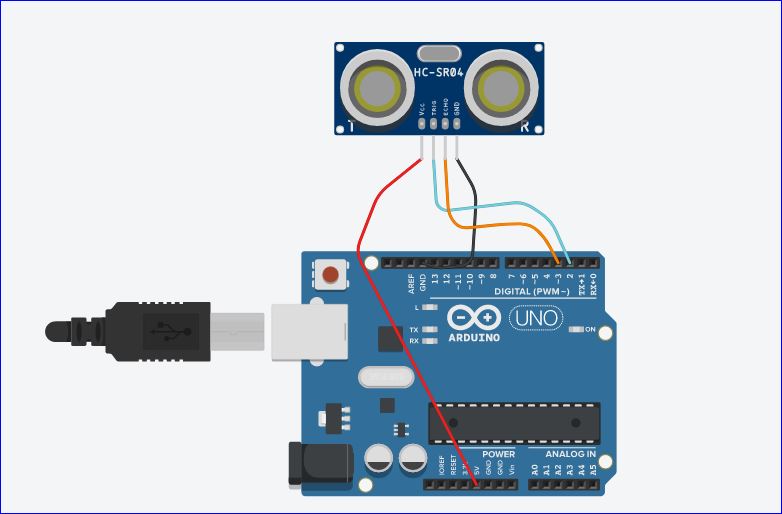 HC-SR04
Vcc
TRIG
ECHO
GND
T
R
AREF
GND
13
12
~11
~10
~9
8
7
~6
~5
4
~3
2
TX→1
RX←0
DIGITAL (PWM~)
L
TX
RX
UNO
ON
ARDUINO
POWER
ANALOG IN
IOREF
RESET
5V
GND
GND
Vin
A0
A1
A2
A3
A4
A5